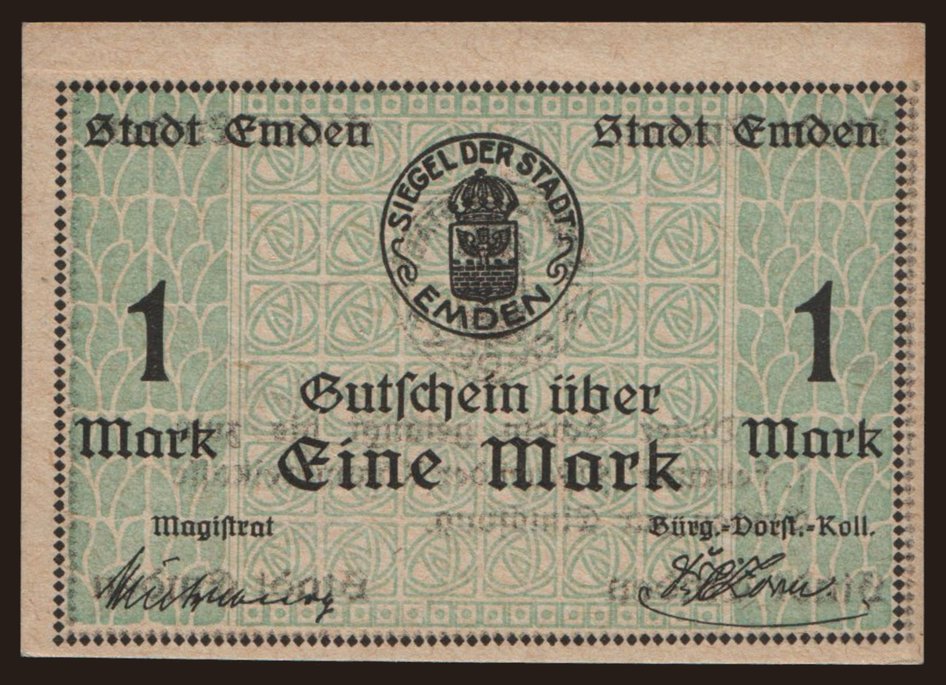 Stadt Emden
Stadt Emden
SIEGEL DER STADT
EMDEN
1
Mark
1
Mark
Gutschein über
Eine Mark
Magistrat
Bürg.-Vorst.-Koll.